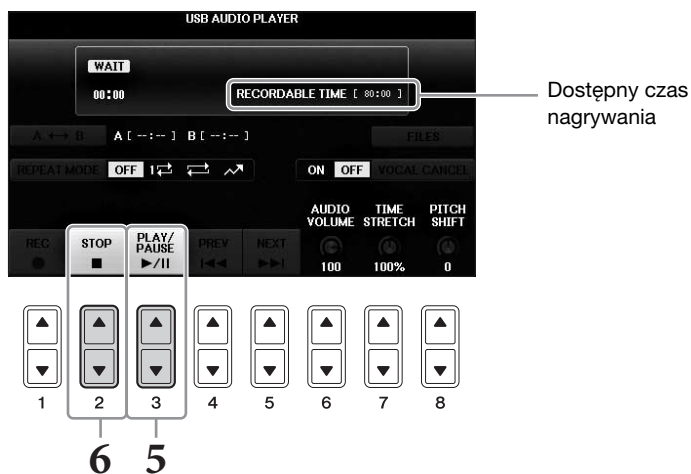 USB AUDIO PLAYER
WAIT
00:00
RECORDABLE TIME [ 80:00 ]
Dostępny czas
nagrywania
A ↔ B
A [ --:-- ] B [ --:-- ]
FILES
REPEAT MODE
OFF 1
ON OFF
VOCAL CANCEL
AUDIO VOLUME
TIME STRETCH
PITCH SHIFT
REC
STOP
PLAY/PAUSE
PREV
NEXT
100
100%
0
1 2 3 4 5 6 7 8
6 5